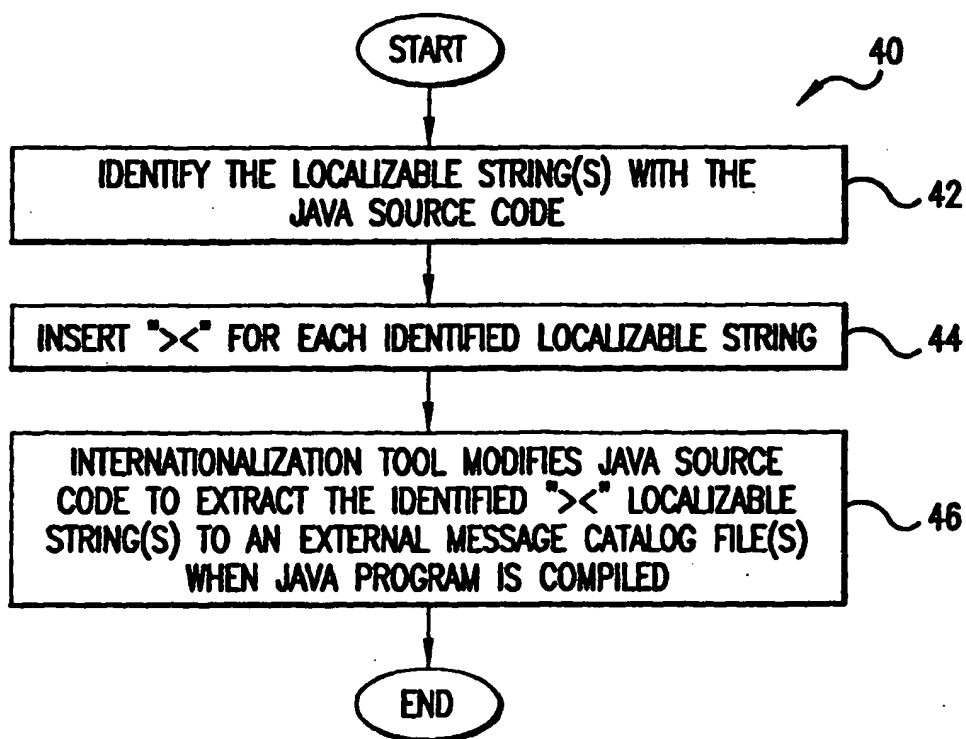 START
40
IDENTIFY THE LOCALIZABLE STRING(S) WITH THE
JAVA SOURCE CODE
42
INSERT "><" FOR EACH IDENTIFIED LOCALIZABLE STRING
44
INTERNATIONALIZATION TOOL MODIFIES JAVA SOURCE
CODE TO EXTRACT THE IDENTIFIED "><" LOCALIZABLE
STRING(S) TO AN EXTERNAL MESSAGE CATALOG FILE(S)
WHEN JAVA PROGRAM IS COMPILED
46
END